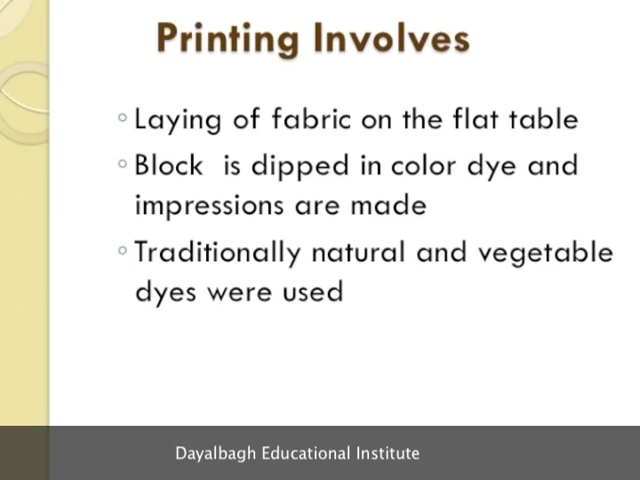 Printing Involves
◦ Laying of fabric on the flat table
◦ Block is dipped in color dye and
impressions are made
◦ Traditionally natural and vegetable
dyes were used
Dayalbagh Educational Institute